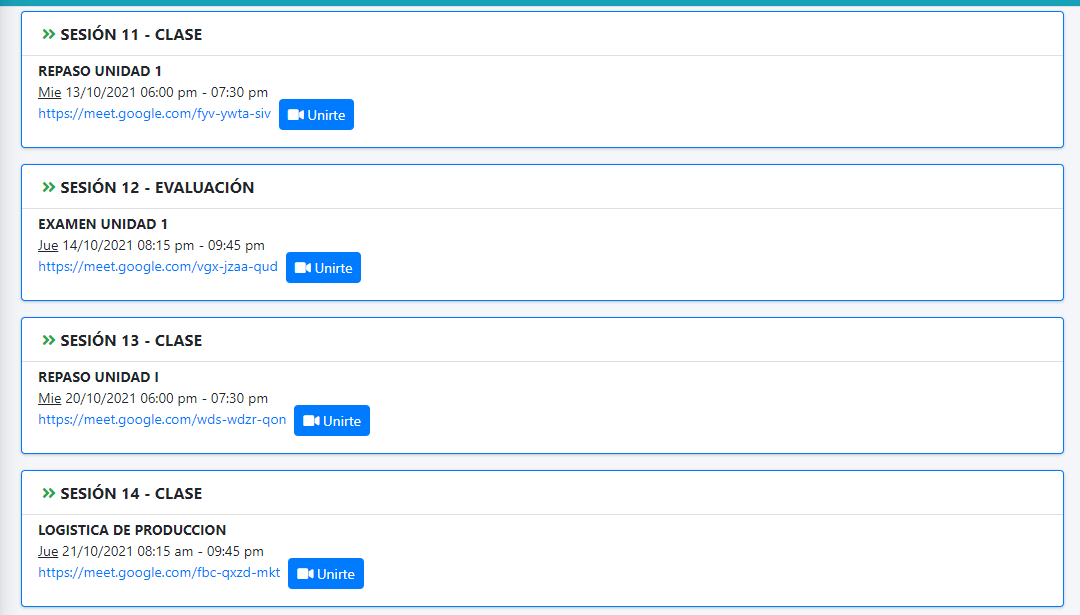 SESIÓN 11 - CLASE
REPASO UNIDAD 1
Mie 13/10/2021 06:00 pm - 07:30 pm
https://meet.google.com/fyv-ywta-siv Unirte
SESIÓN 12 - EVALUACIÓN
EXAMEN UNIDAD 1
Jue 14/10/2021 08:15 pm - 09:45 pm
https://meet.google.com/vgx-jzaa-qud Unirte
SESIÓN 13 - CLASE
REPASO UNIDAD I
Mie 20/10/2021 06:00 pm - 07:30 pm
https://meet.google.com/wds-wdzr-qon Unirte
SESIÓN 14 - CLASE
LOGISTICA DE PRODUCCION
Jue 21/10/2021 08:15 am - 09:45 pm
https://meet.google.com/fbc-qxzd-mkt Unirte